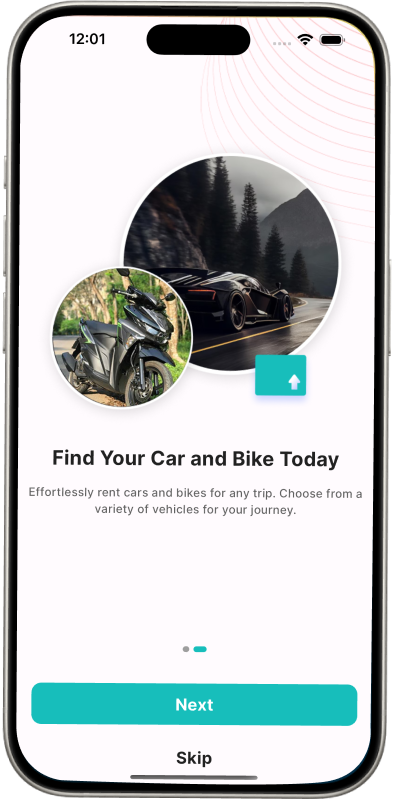 12:01
Find Your Car and Bike Today
Effortlessly rent cars and bikes for any trip. Choose from a
variety of vehicles for your journey.
Next
Skip